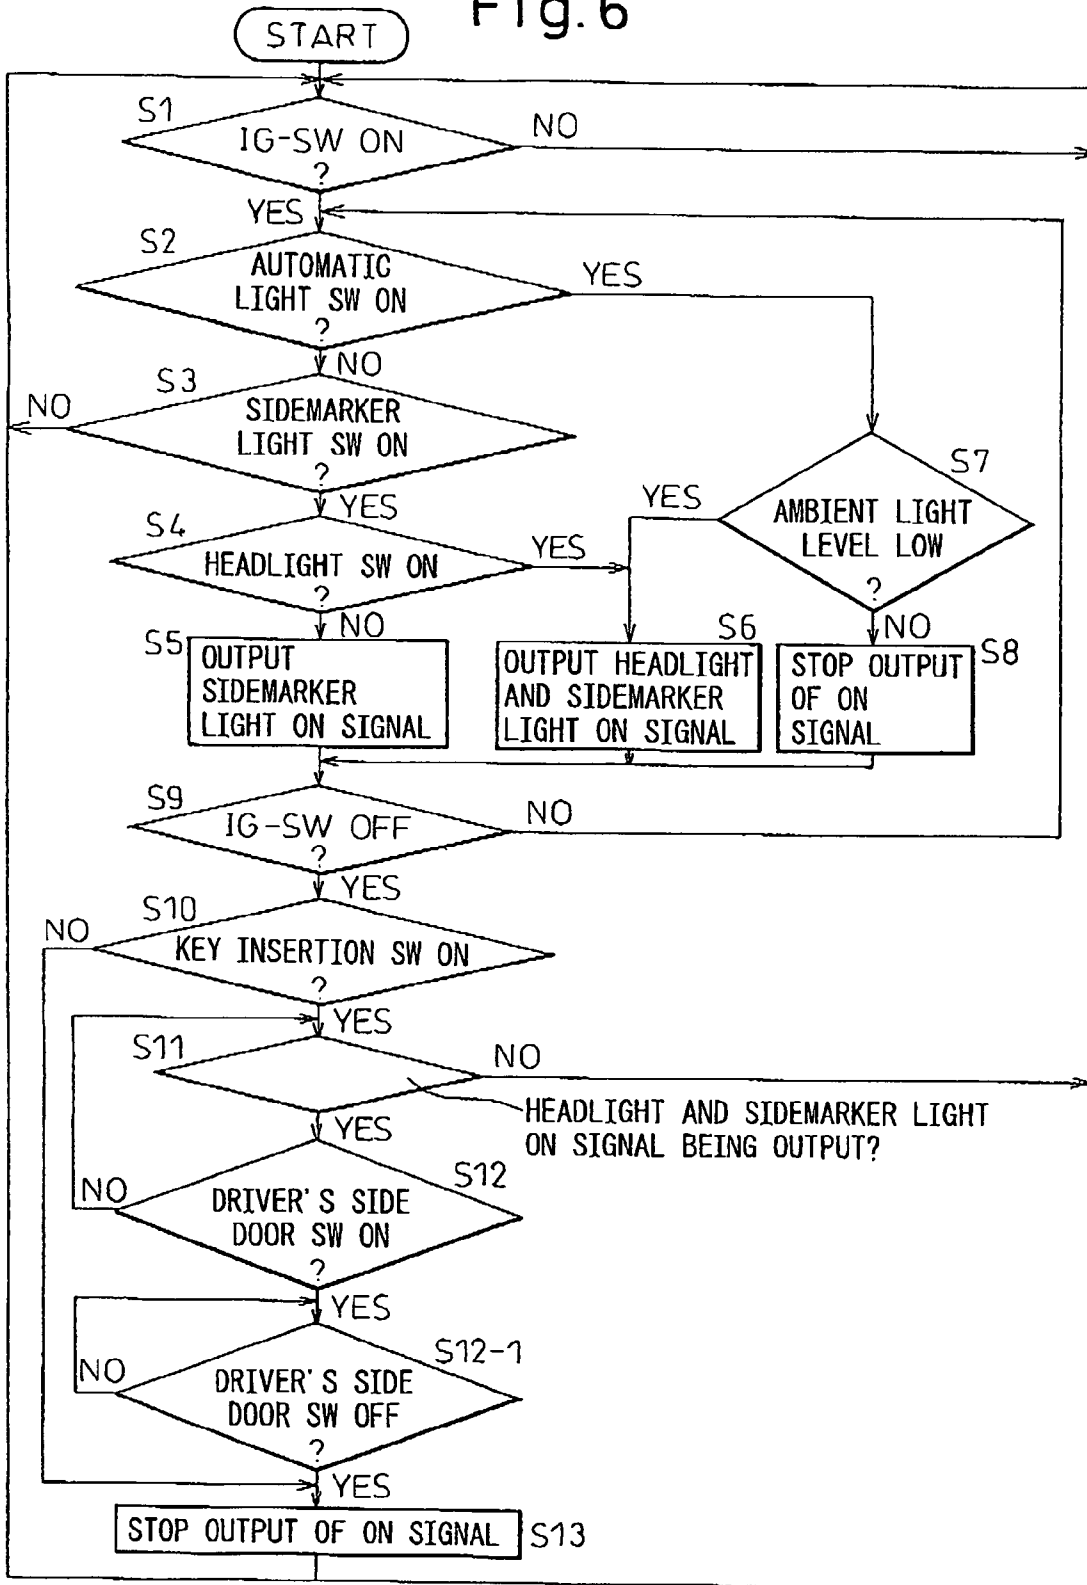 Fig. 6
START
S1
IG-SW ON
?
NO
YES
S2
AUTOMATIC
LIGHT SW ON
?
YES
NO
S3
NO
SIDEMARKER
LIGHT SW ON
?
YES
S4
HEADLIGHT SW ON
?
YES
NO
S7
YES
AMBIENT LIGHT
LEVEL LOW
?
NO
S5
OUTPUT
SIDEMARKER
LIGHT ON SIGNAL
S6
OUTPUT HEADLIGHT
AND SIDEMARKER
LIGHT ON SIGNAL
S8
STOP OUTPUT
OF ON
SIGNAL
S9
IG-SW OFF
?
NO
YES
S10
NO
KEY INSERTION SW ON
?
YES
S11
NO
HEADLIGHT AND SIDEMARKER LIGHT
ON SIGNAL BEING OUTPUT?
YES
S12
NO
DRIVER'S SIDE
DOOR SW ON
?
YES
S12-1
NO
DRIVER'S SIDE
DOOR SW OFF
?
YES
STOP OUTPUT OF ON SIGNAL
S13